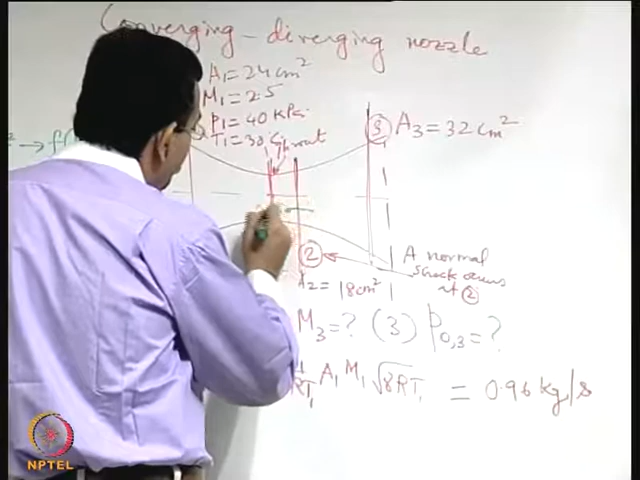 Converging - diverging nozzle
A₁ = 24 cm²
M₁ = 2.5
P₁ = 40 KPa
T₁ = 30
→ f(
Throat
③ A₃ = 32 cm²
②
A normal
Shock occurs
at ②
A₂ = 18 cm²
M₃ = ? (3) P₀,₃ = ?
RT₁ A₁ M₁ √8RT₁ = 0.96 kg/s
NPTEL